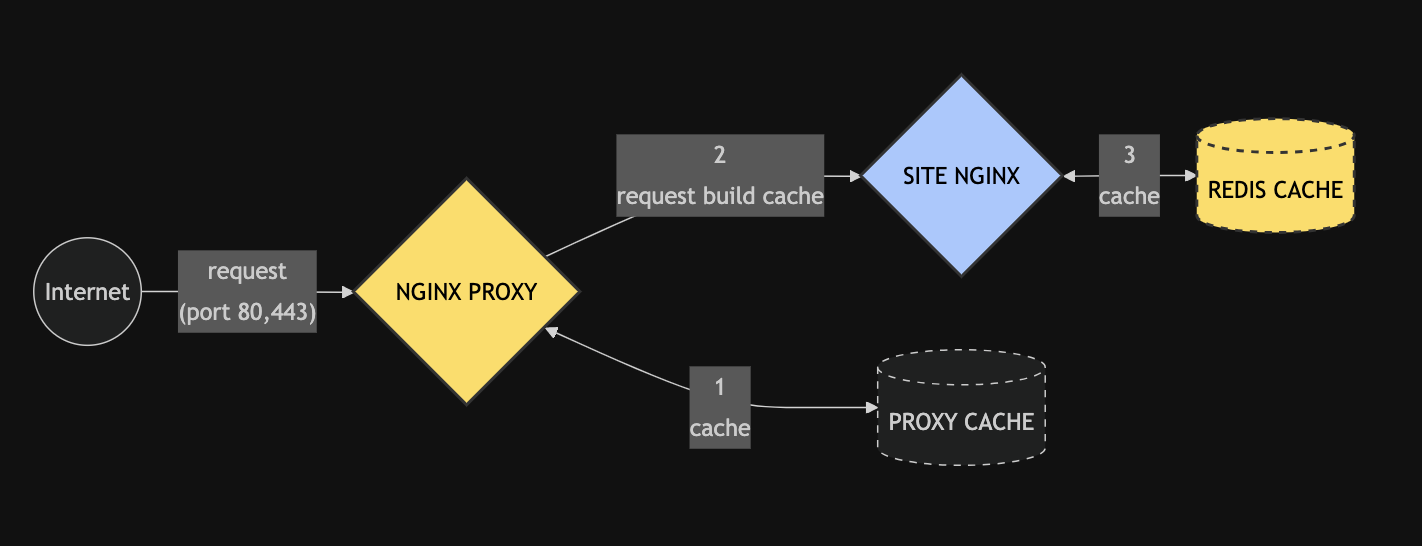 Internet
request
(port 80,443)
NGINX PROXY
2
request build cache
SITE NGINX
3
cache
REDIS CACHE
1
cache
PROXY CACHE